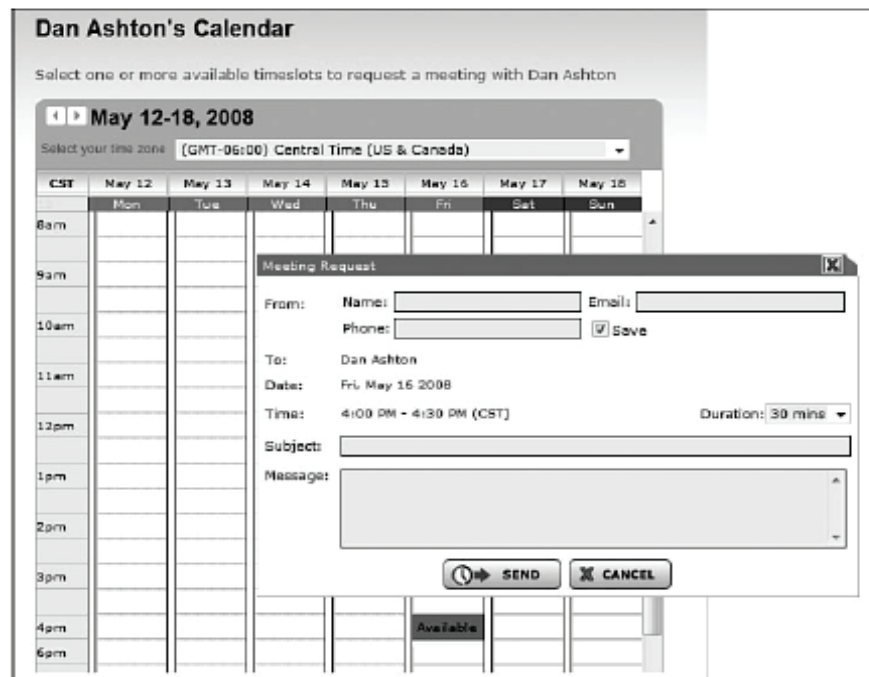 Dan Ashton's Calendar
Select one or more available timeslots to request a meeting with Dan Ashton
May 12-18, 2008
Select your time zone (GMT-06:00) Central Time (US & Canada)
CST May 12 May 13 May 14 May 15 May 16 May 17 May 18
Mon Tue Wed Thu Fri Sat Sun
8am
Meeting Request
9am
From: Name: Email:
10am Phone: Save
To: Dan Ashton
11am
Date: Fri, May 16 2008
Time: 4:00 PM - 4:30 PM (CST) Duration: 30 mins
12pm
Subject:
1pm Message:
2pm
3pm SEND CANCEL
4pm Available
6pm